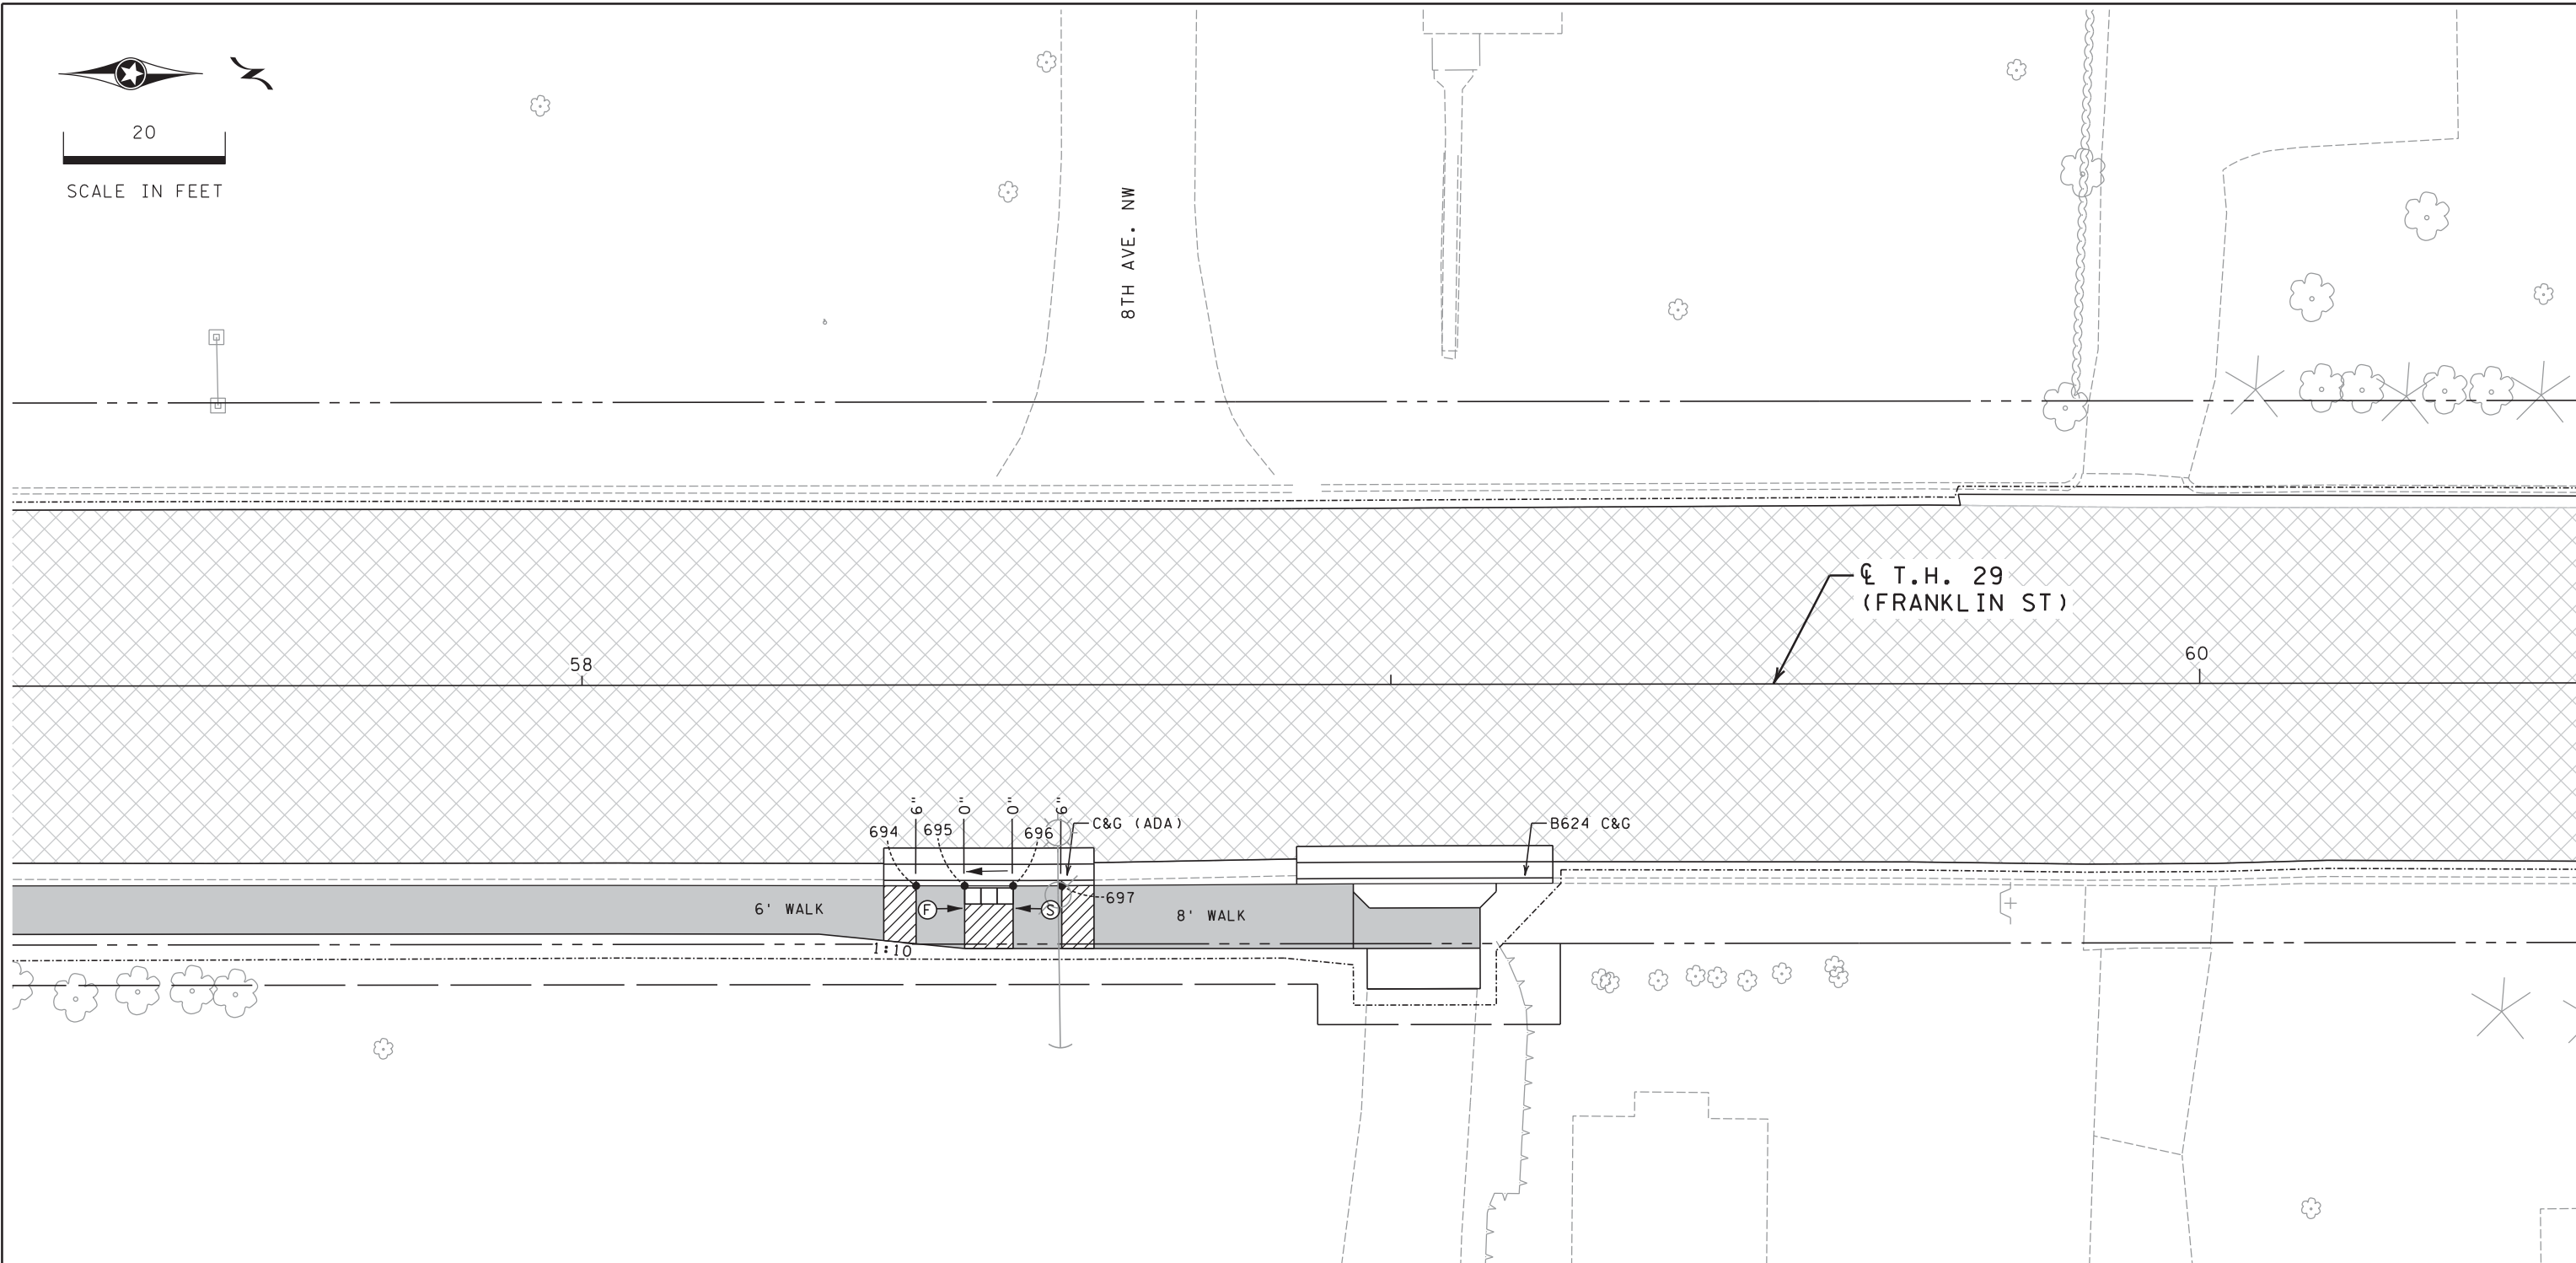 20
SCALE IN FEET
8TH AVE. NW
℄ T.H. 29
(FRANKLIN ST)
58
60
6"
0"
0"
6"
694
695
696
C&G (ADA)
B624 C&G
697
6' WALK
F
S
8' WALK
1:10